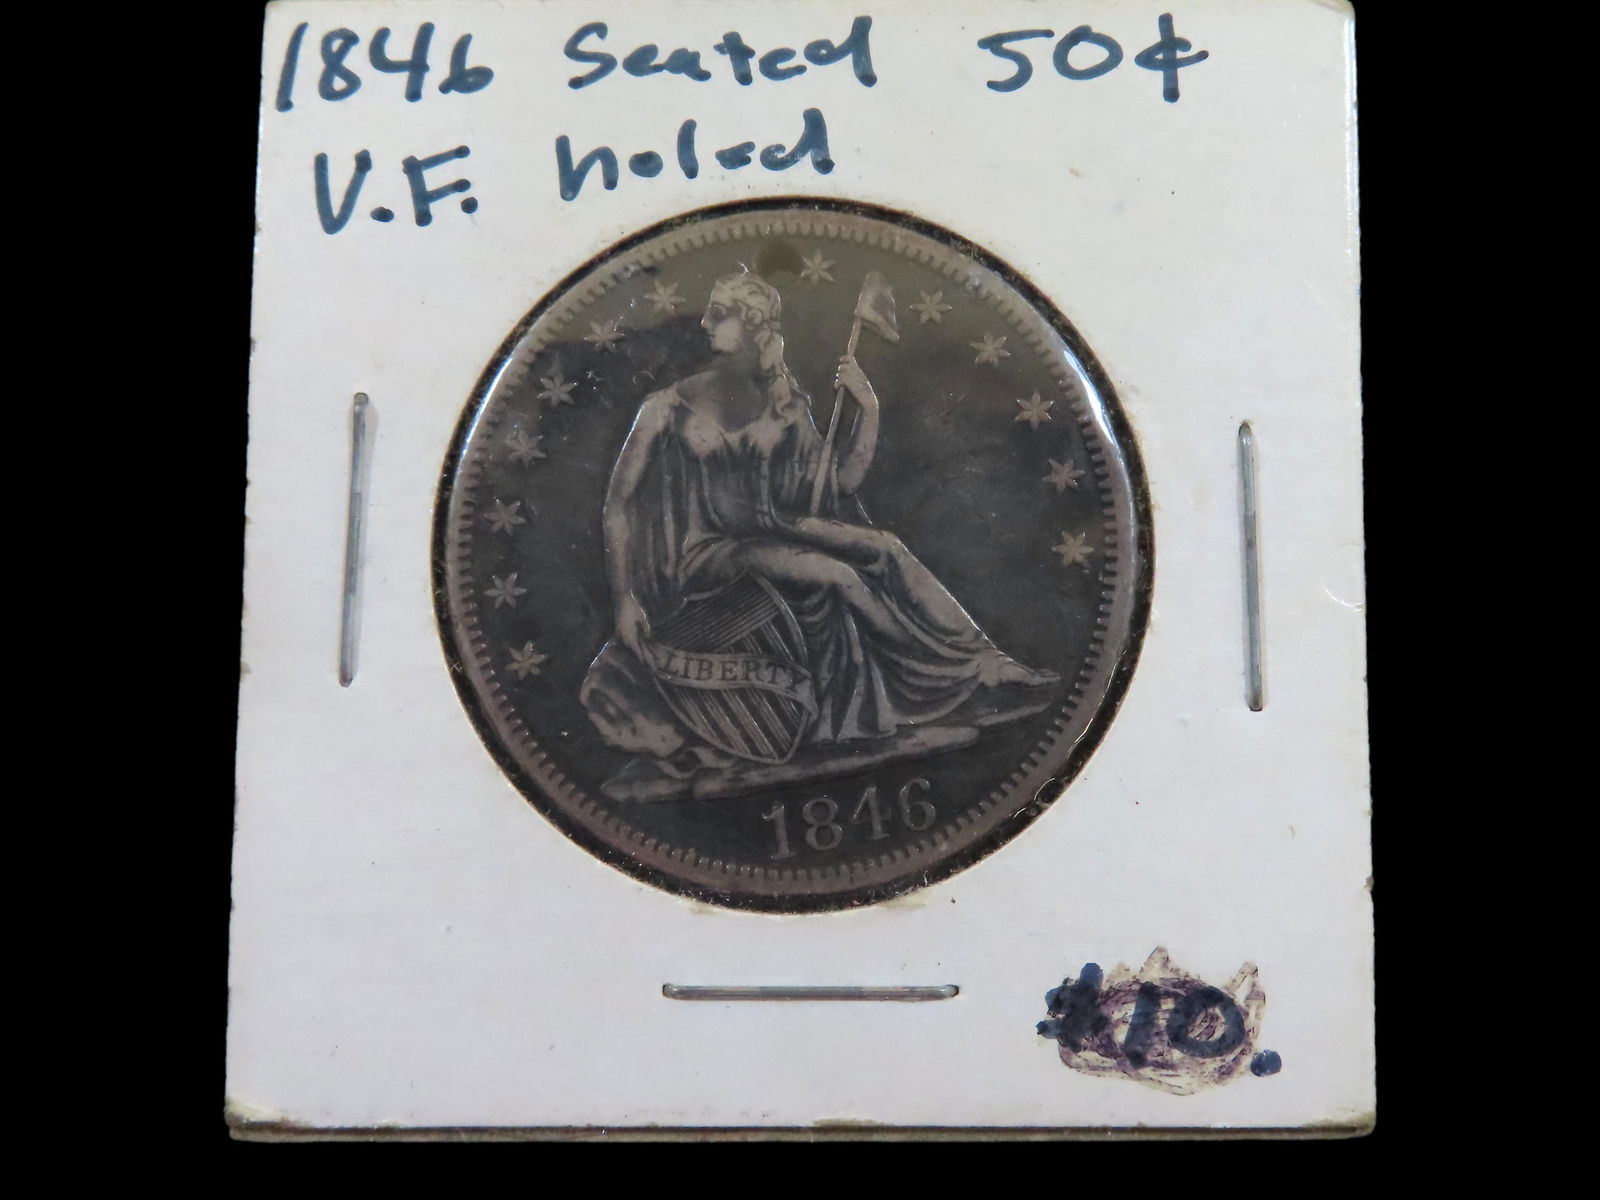 1846 Seated 50¢
V.F. holed
LIBERTY
1846
$10.